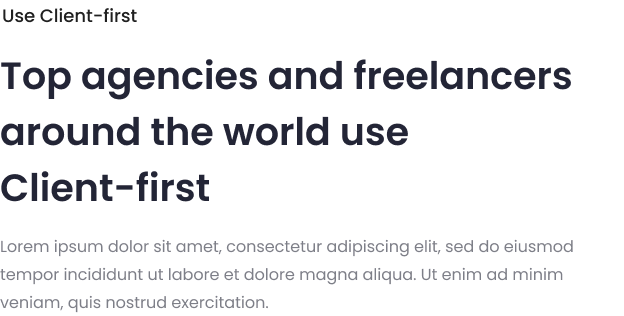 Use Client-first
Top agencies and freelancers
around the world use
Client-first
Lorem ipsum dolor sit amet, consectetur adipiscing elit, sed do eiusmod
tempor incididunt ut labore et dolore magna aliqua. Ut enim ad minim
veniam, quis nostrud exercitation.